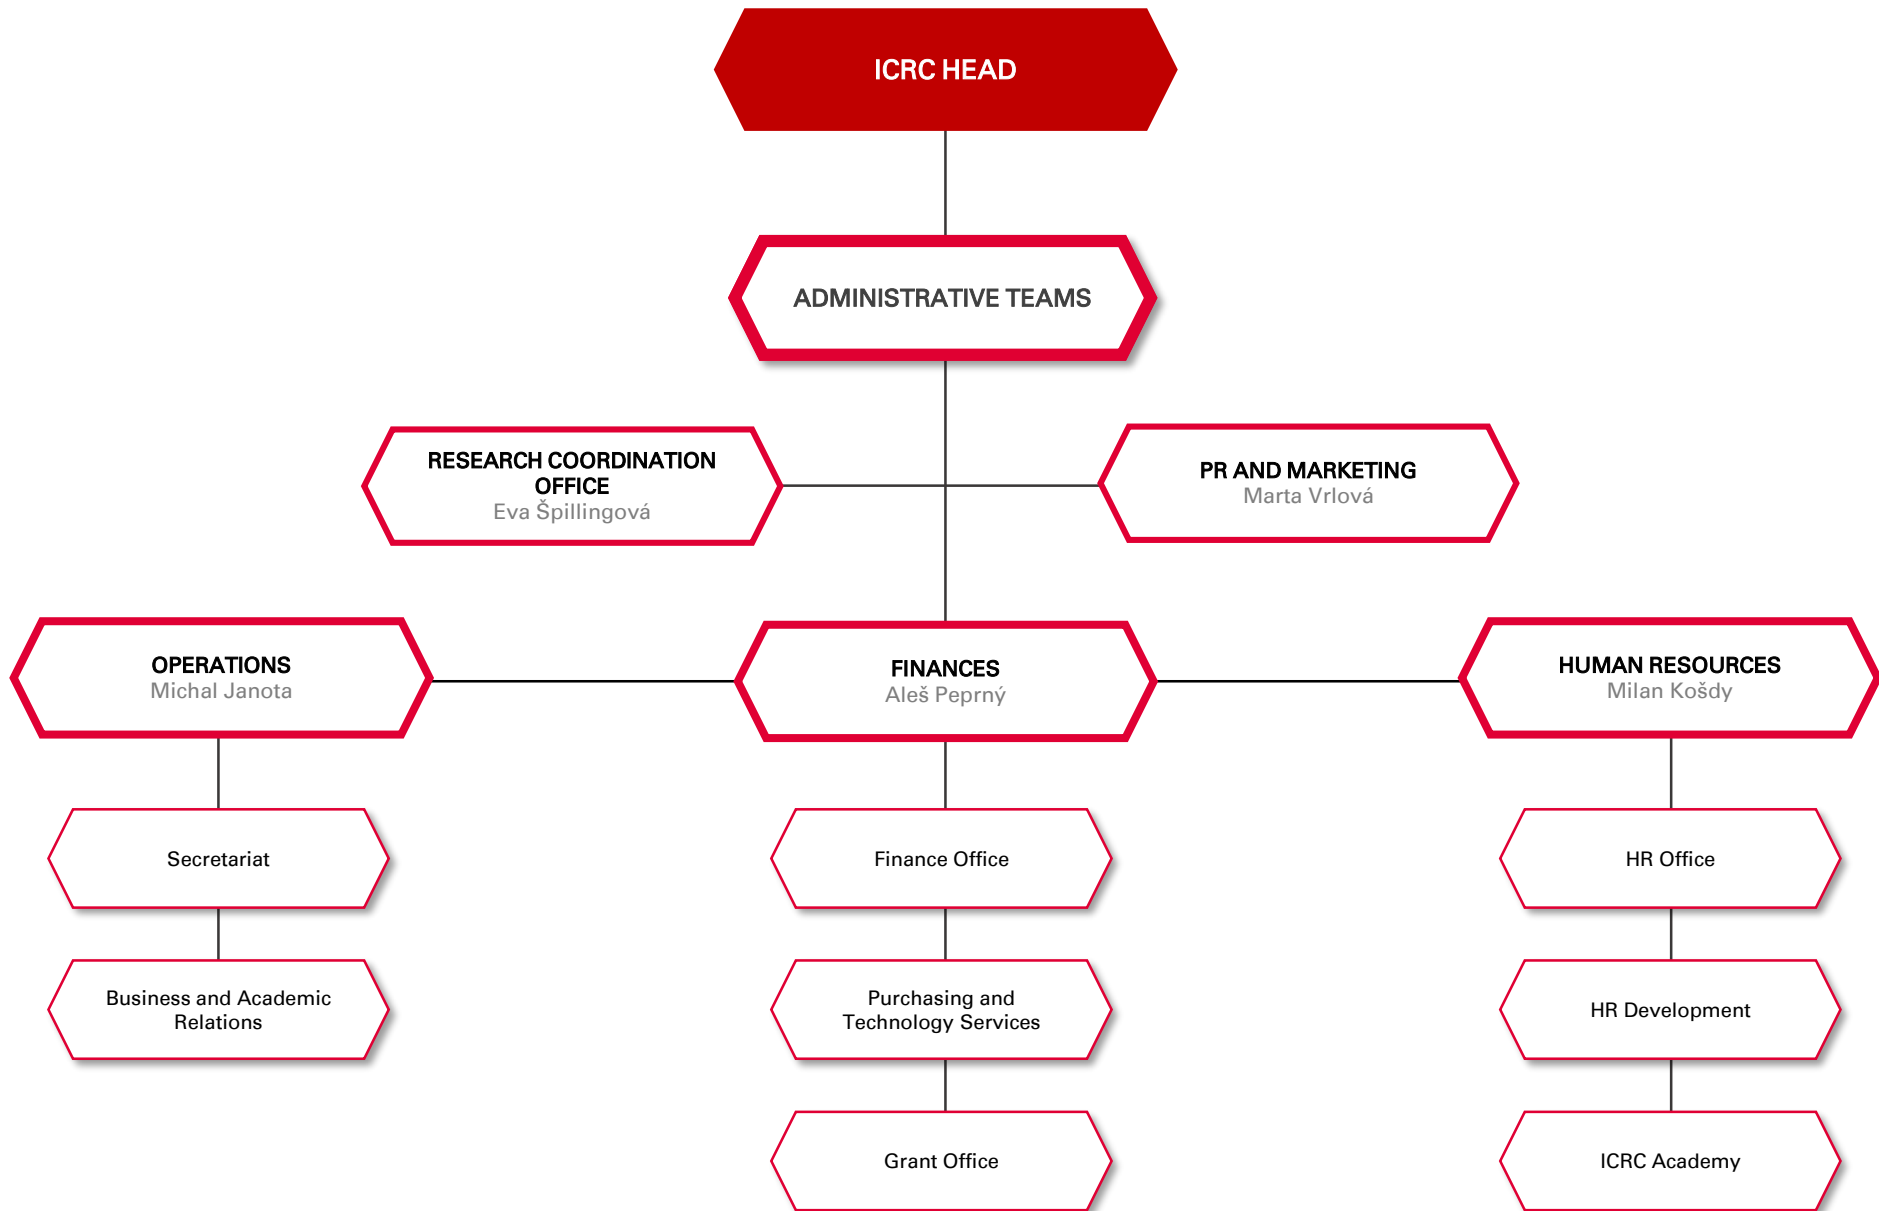 ICRC HEAD
ADMINISTRATIVE TEAMS
RESEARCH COORDINATION
OFFICE
Eva Špillingová
PR AND MARKETING
Marta Vrlová
OPERATIONS
Michal Janota
FINANCES
Aleš Peprný
HUMAN RESOURCES
Milan Košdy
Secretariat
Finance Office
HR Office
Business and Academic
Relations
Purchasing and
Technology Services
HR Development
Grant Office
ICRC Academy